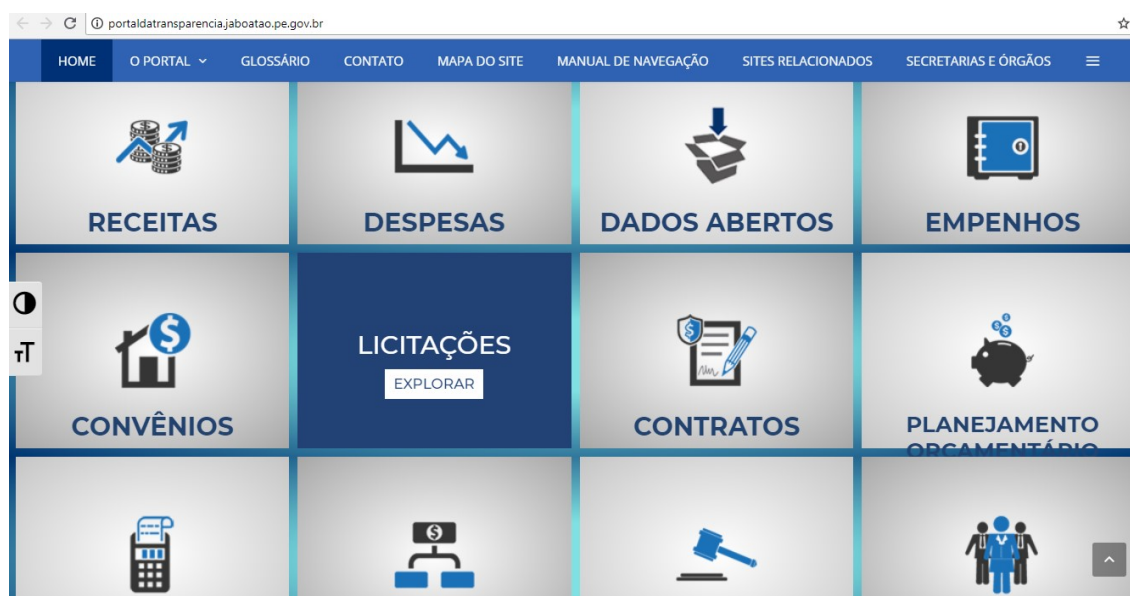 portaldatransparencia.jaboatao.pe.gov.br
HOME O PORTAL GLOSSÁRIO CONTATO MAPA DO SITE MANUAL DE NAVEGAÇÃO SITES RELACIONADOS SECRETARIAS E ÓRGÃOS
RECEITAS DESPESAS DADOS ABERTOS EMPENHOS
LICITAÇÕES
EXPLORAR
CONVÊNIOS CONTRATOS PLANEJAMENTO
ORÇAMENTÁRIO